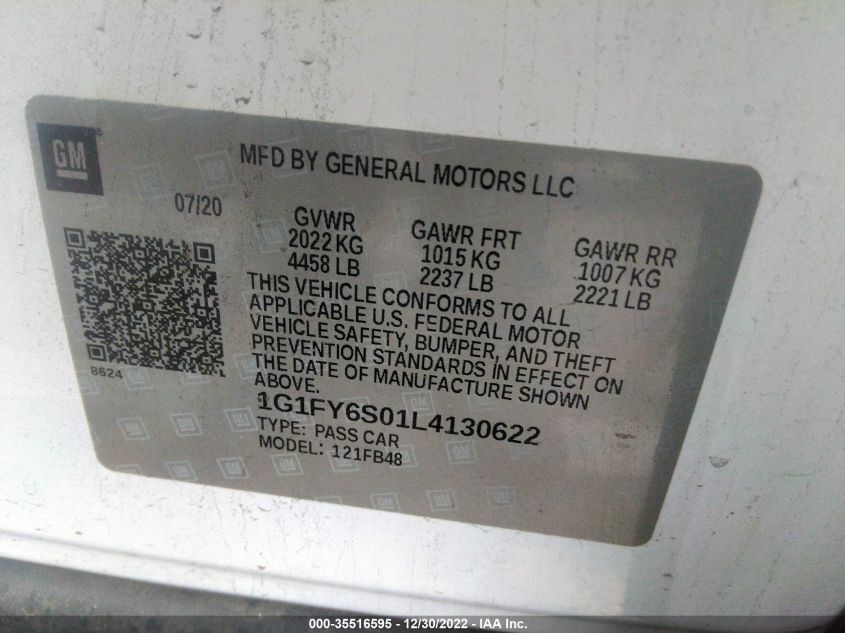 GM
MFD BY GENERAL MOTORS LLC
07/20
GVWR
2022 KG
4458 LB
GAWR FRT
1015 KG
2237 LB
GAWR RR
1007 KG
2221 LB
THIS VEHICLE CONFORMS TO ALL
APPLICABLE U.S. FEDERAL MOTOR
VEHICLE SAFETY, BUMPER, AND THEFT
PREVENTION STANDARDS IN EFFECT ON
THE DATE OF MANUFACTURE SHOWN
ABOVE.
8624
1G1FY6S01L4130622
TYPE: PASS CAR
MODEL: 121FB48
000-35516595 - 12/30/2022 - IAA Inc.